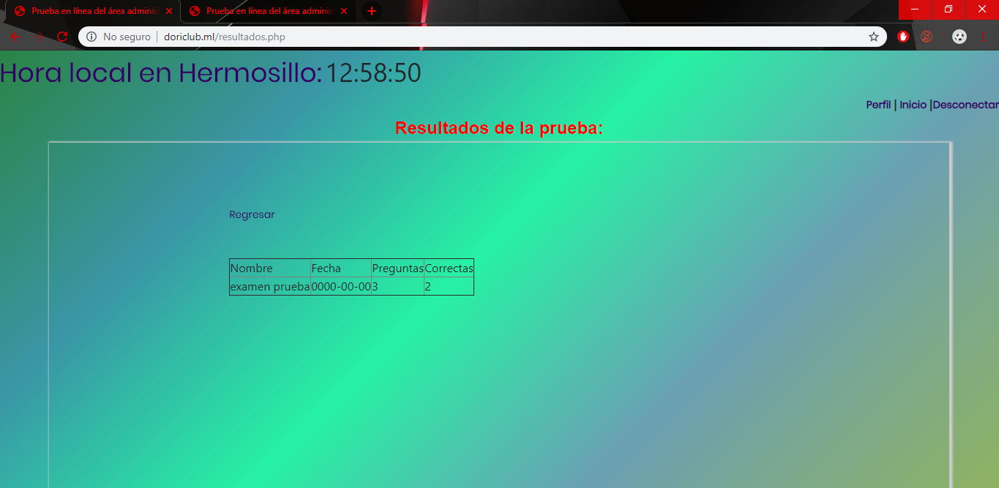 Prueba en línea del área adminis
Prueba en línea del área adminis
No seguro | doriclub.ml/resultados.php
Hora local en Hermosillo: 12:58:50
Perfil | Inicio |Desconectar
Resultados de la prueba:
Regresar
Nombre Fecha Preguntas Correctas
examen prueba 0000-00-00 3 2